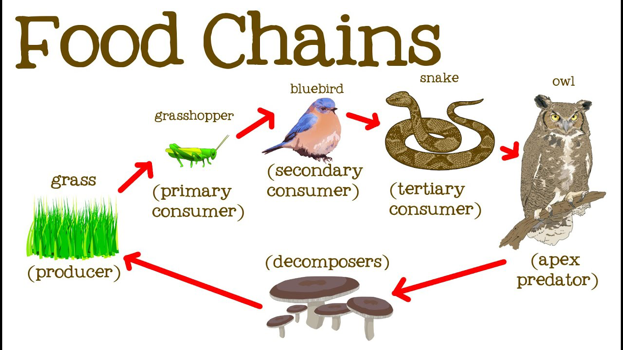 Food Chains
grass
(producer)
grasshopper
(primary
consumer)
bluebird
(secondary
consumer)
snake
(tertiary
consumer)
owl
(apex
predator)
(decomposers)